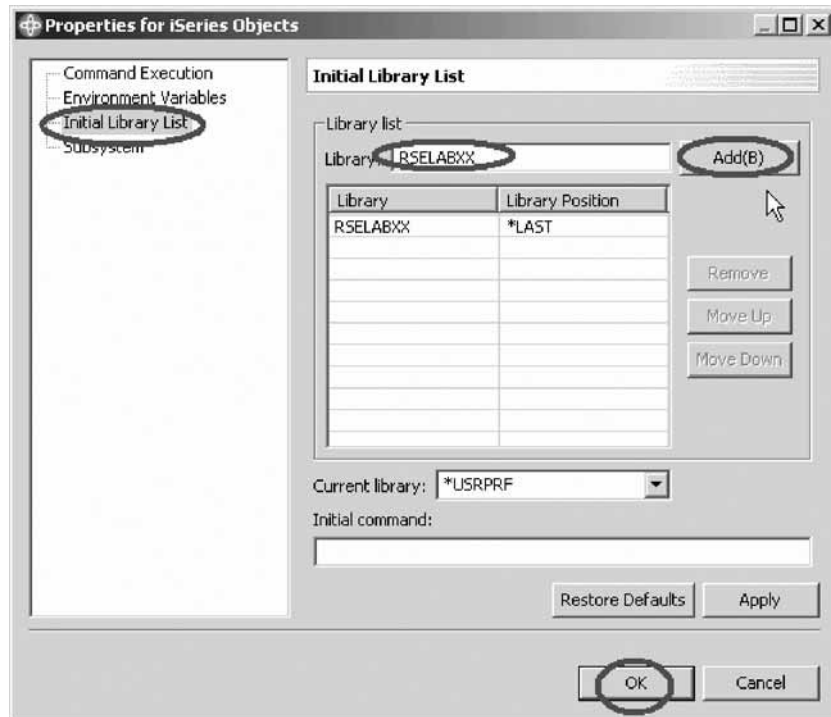 Properties for iSeries Objects
Command Execution
Environment Variables
Initial Library List
Subsystem
Initial Library List
Library list
Library: RSELABXX Add(B)
Library Library Position
RSELABXX *LAST
Remove
Move Up
Move Down
Current library: *USRPRF
Initial command:
Restore Defaults Apply
OK Cancel